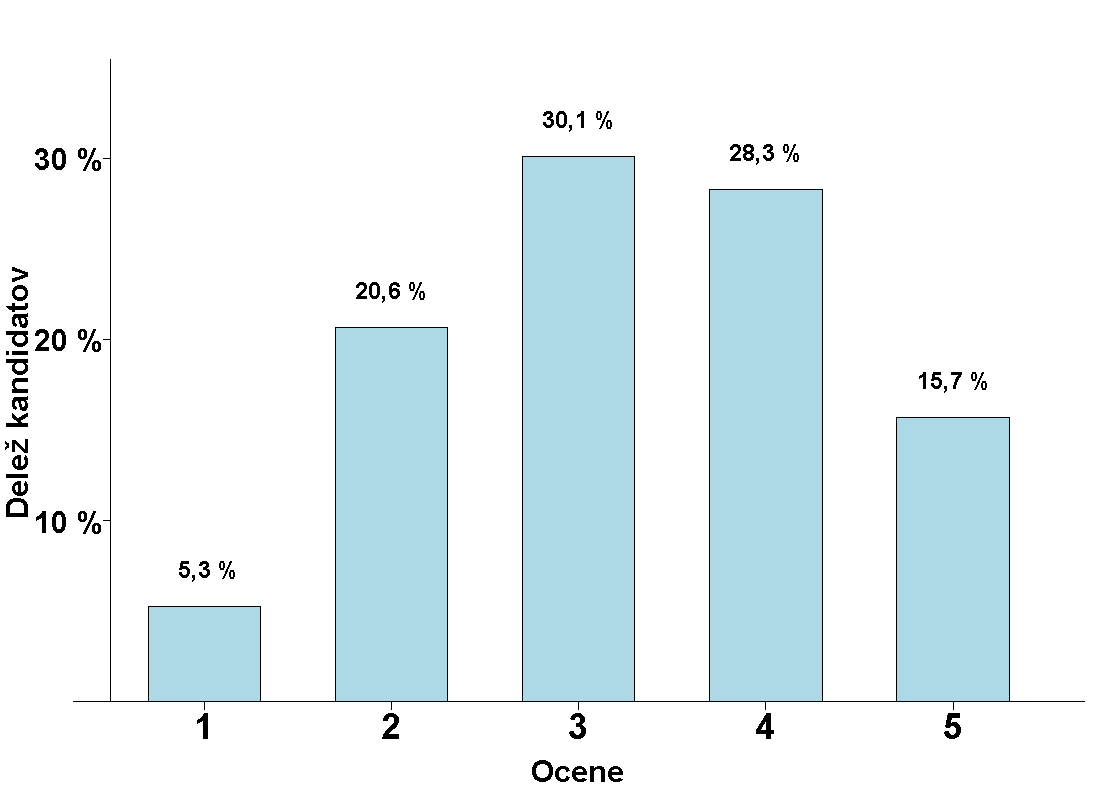 30,1 %
28,3 %
20,6 %
15,7 %
5,3 %
30 %
20 %
10 %
Delež kandidatov
1 2 3 4 5
Ocene